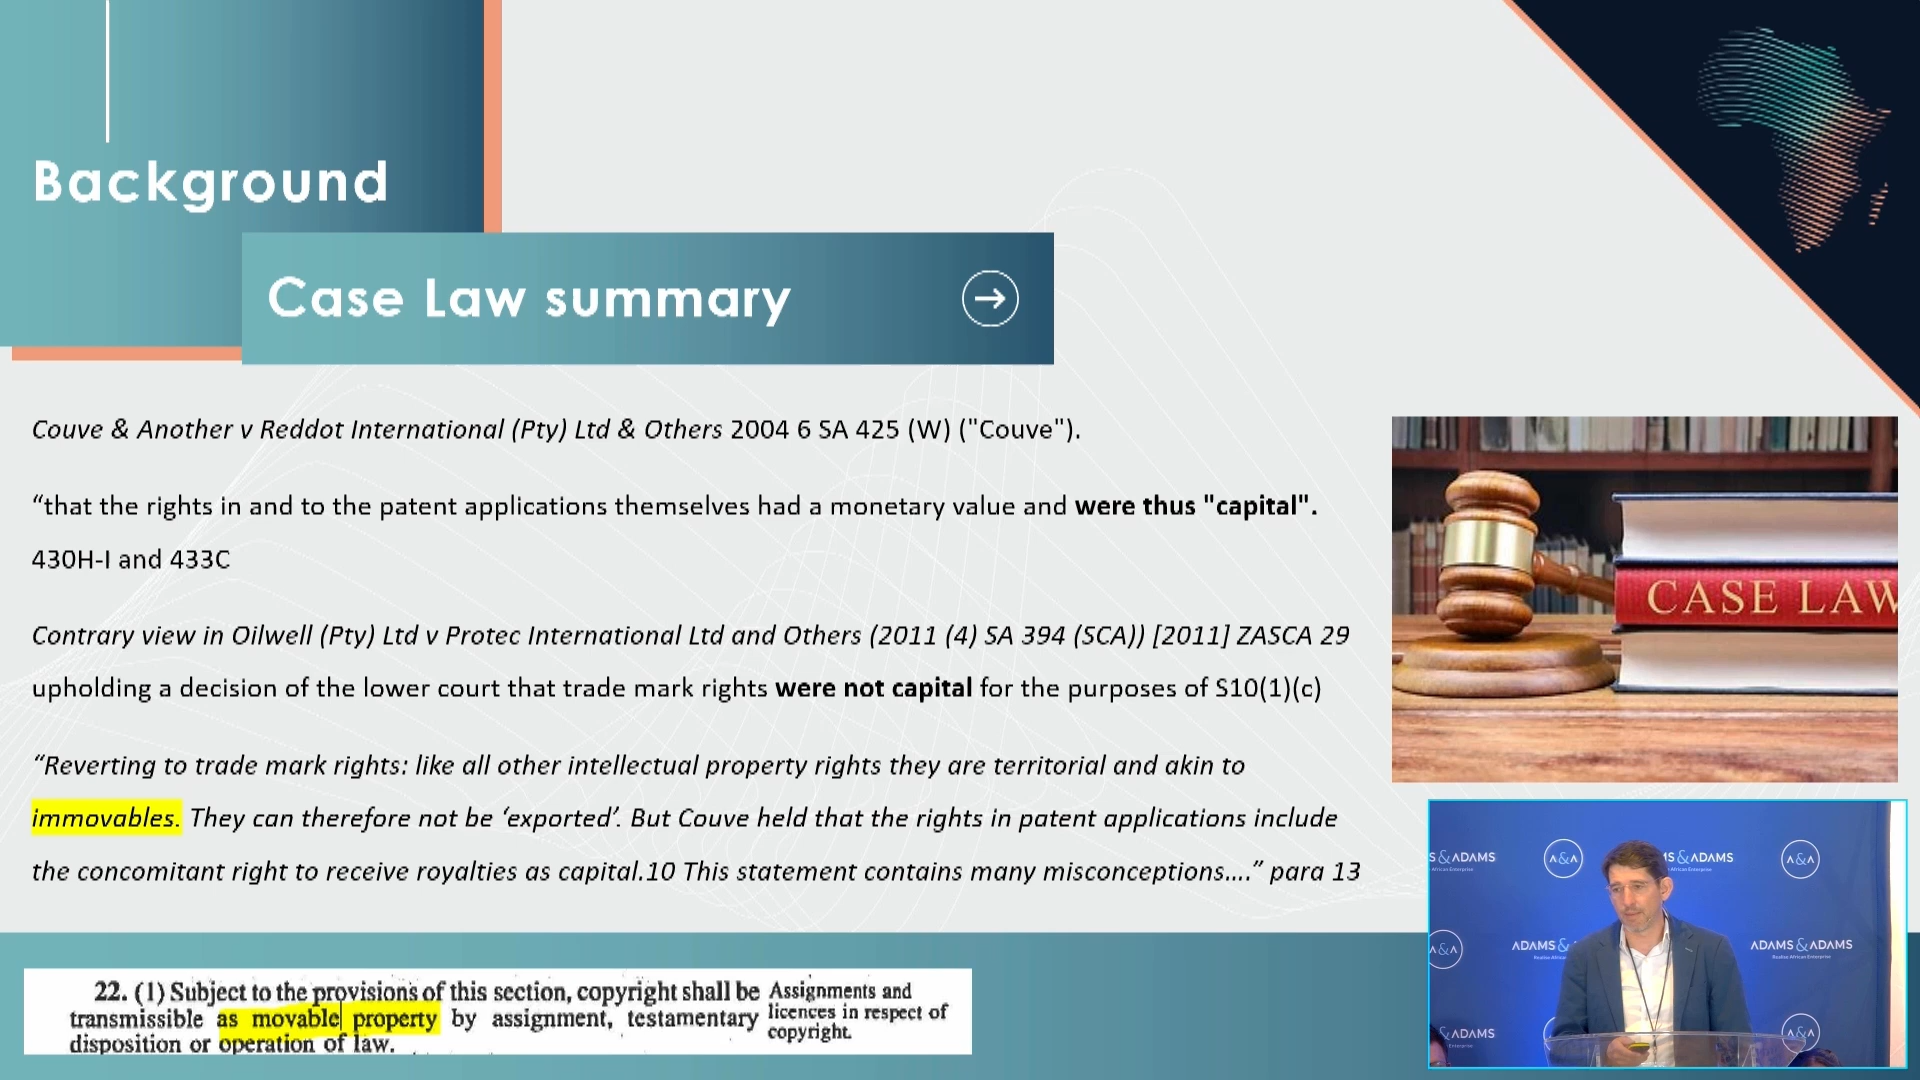 Background
Case Law summary
Couve & Another v Reddot International (Pty) Ltd & Others 2004 6 SA 425 (W) ("Couve").
“that the rights in and to the patent applications themselves had a monetary value and were thus "capital".
430H-I and 433C
Contrary view in Oilwell (Pty) Ltd v Protec International Ltd and Others (2011 (4) SA 394 (SCA)) [2011] ZASCA 29
upholding a decision of the lower court that trade mark rights were not capital for the purposes of S10(1)(c)
“Reverting to trade mark rights: like all other intellectual property rights they are territorial and akin to
immovables. They can therefore not be ‘exported’. But Couve held that the rights in patent applications include
the concomitant right to receive royalties as capital.10 This statement contains many misconceptions....” para 13
CASE LAW
22. (1) Subject to the provisions of this section, copyright shall be
transmissible as movable property by assignment, testamentary
disposition or operation of law.
Assignments and
licences in respect of
copyright.
S & ADAMS
A&A
MS & ADAMS
A&A
A&A
ADAMS &
ADAMS & ADAMS
MS & ADAMS
A&A